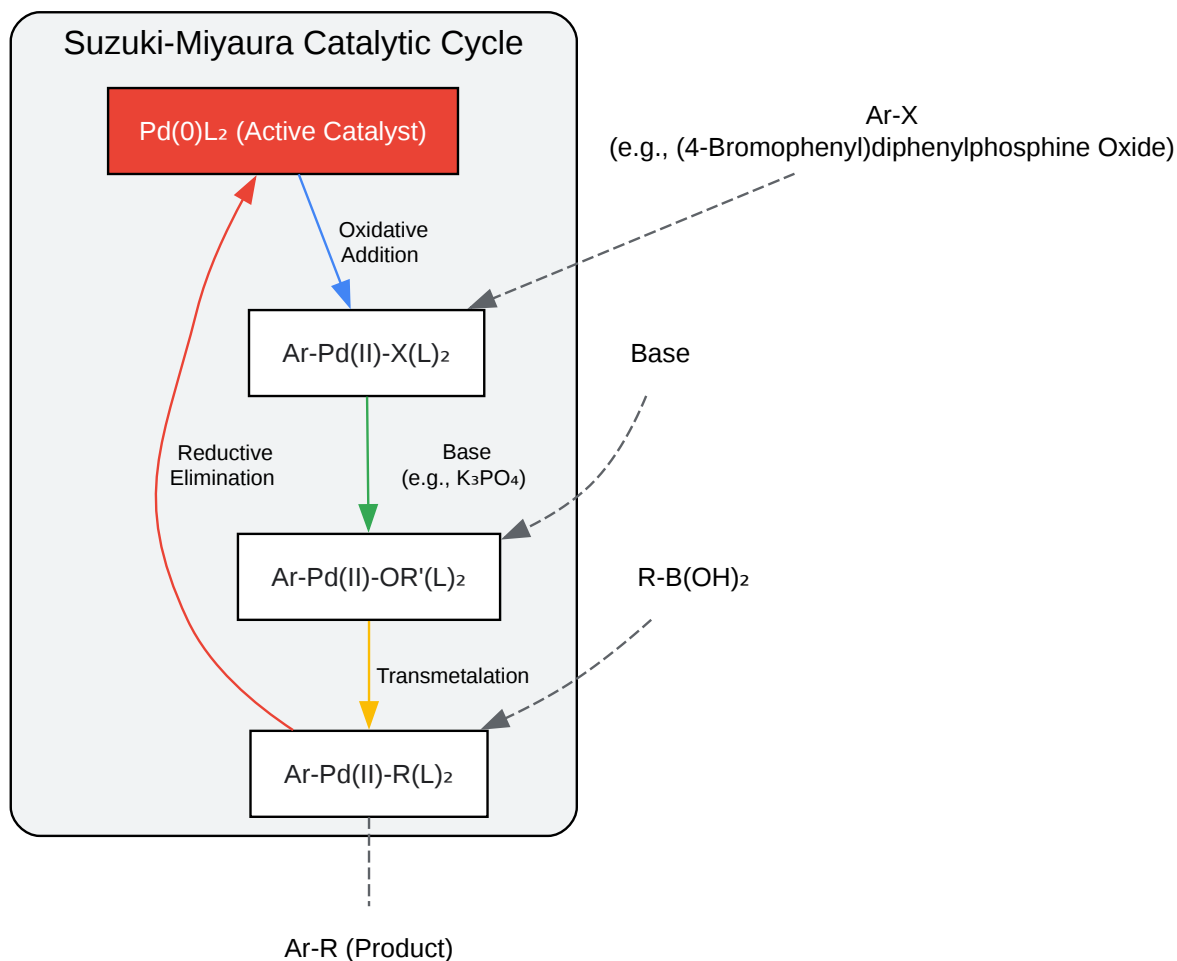 Suzuki-Miyaura Catalytic Cycle
Pd(0)L₂ (Active Catalyst)
Ar-X
(e.g., (4-Bromophenyl)diphenylphosphine Oxide)
Oxidative
Addition
Ar-Pd(II)-X(L)₂
Base
Reductive
Elimination
Base
(e.g., K₃PO₄)
Ar-Pd(II)-OR'(L)₂
R-B(OH)₂
Transmetalation
Ar-Pd(II)-R(L)₂
Ar-R (Product)